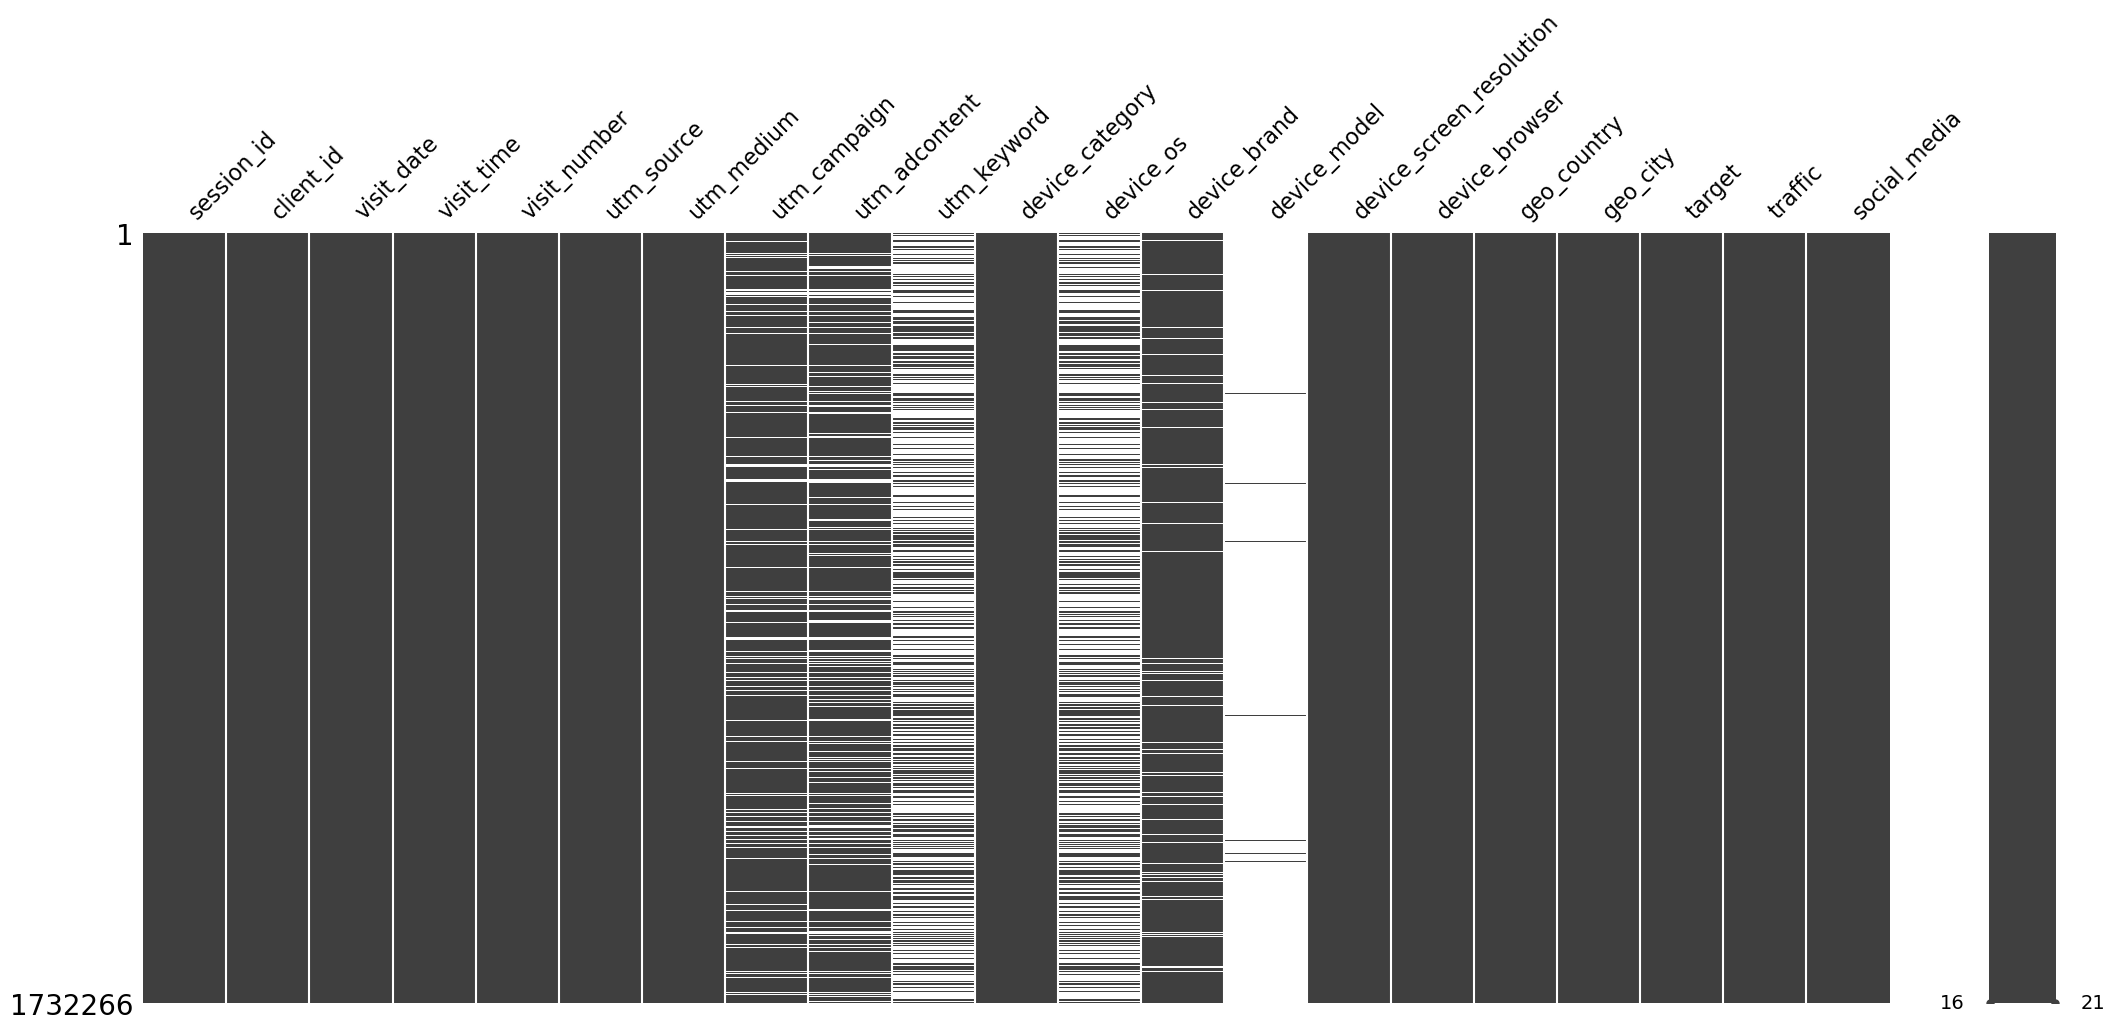 session_id
client_id
visit_date
visit_time
visit_number
utm_source
utm_medium
utm_campaign
utm_adcontent
utm_keyword
device_category
device_os
device_brand
device_model
device_screen_resolution
device_browser
geo_country
geo_city
target
traffic
social_media
1
1732266
16
21